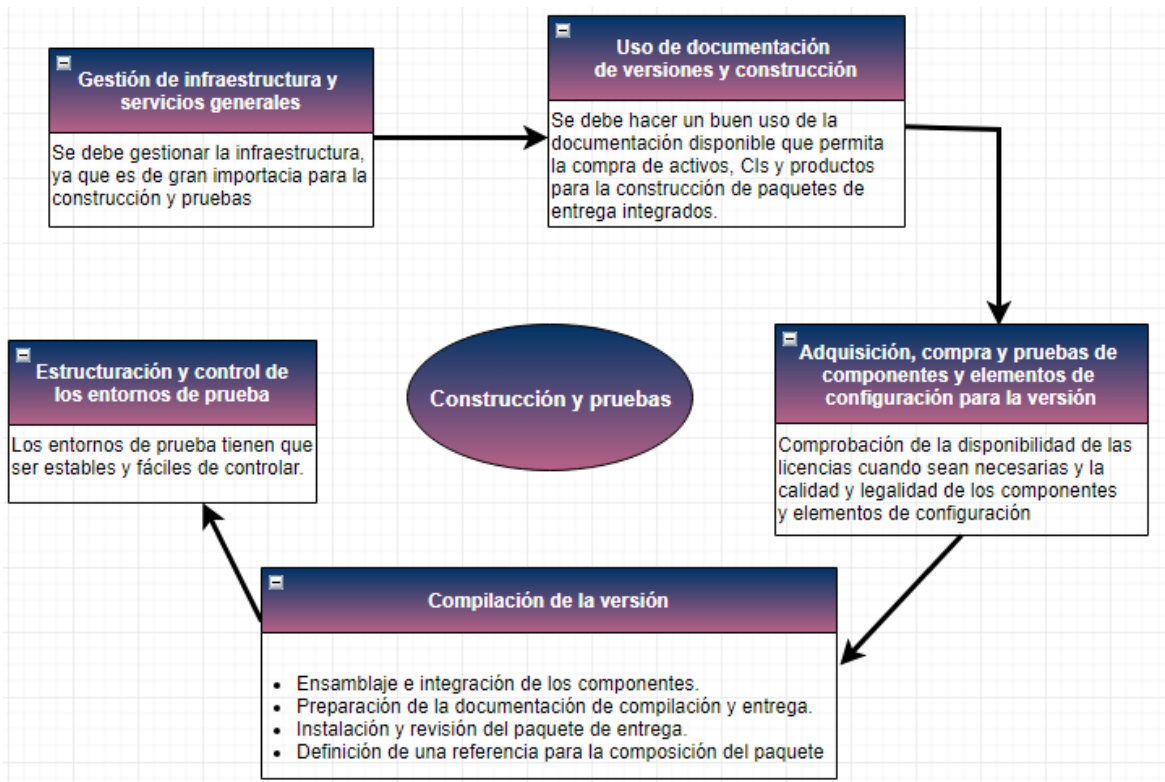 Gestión de infraestructura y
servicios generales
Se debe gestionar la infraestructura,
ya que es de gran importacia para la
construcción y pruebas
Uso de documentación
de versiones y construcción
Se debe hacer un buen uso de la
documentación disponible que permita
la compra de activos, CIs y productos
para la construcción de paquetes de
entrega integrados.
Adquisición, compra y pruebas de
componentes y elementos de
configuración para la versión
Comprobación de la disponibilidad de las
licencias cuando sean necesarias y la
calidad y legalidad de los componentes
y elementos de configuración
Compilación de la versión
• Ensamblaje e integración de los componentes.
• Preparación de la documentación de compilación y entrega.
• Instalación y revisión del paquete de entrega.
• Definición de una referencia para la composición del paquete
Estructuración y control de
los entornos de prueba
Los entornos de prueba tienen que
ser estables y fáciles de controlar.
Construcción y pruebas